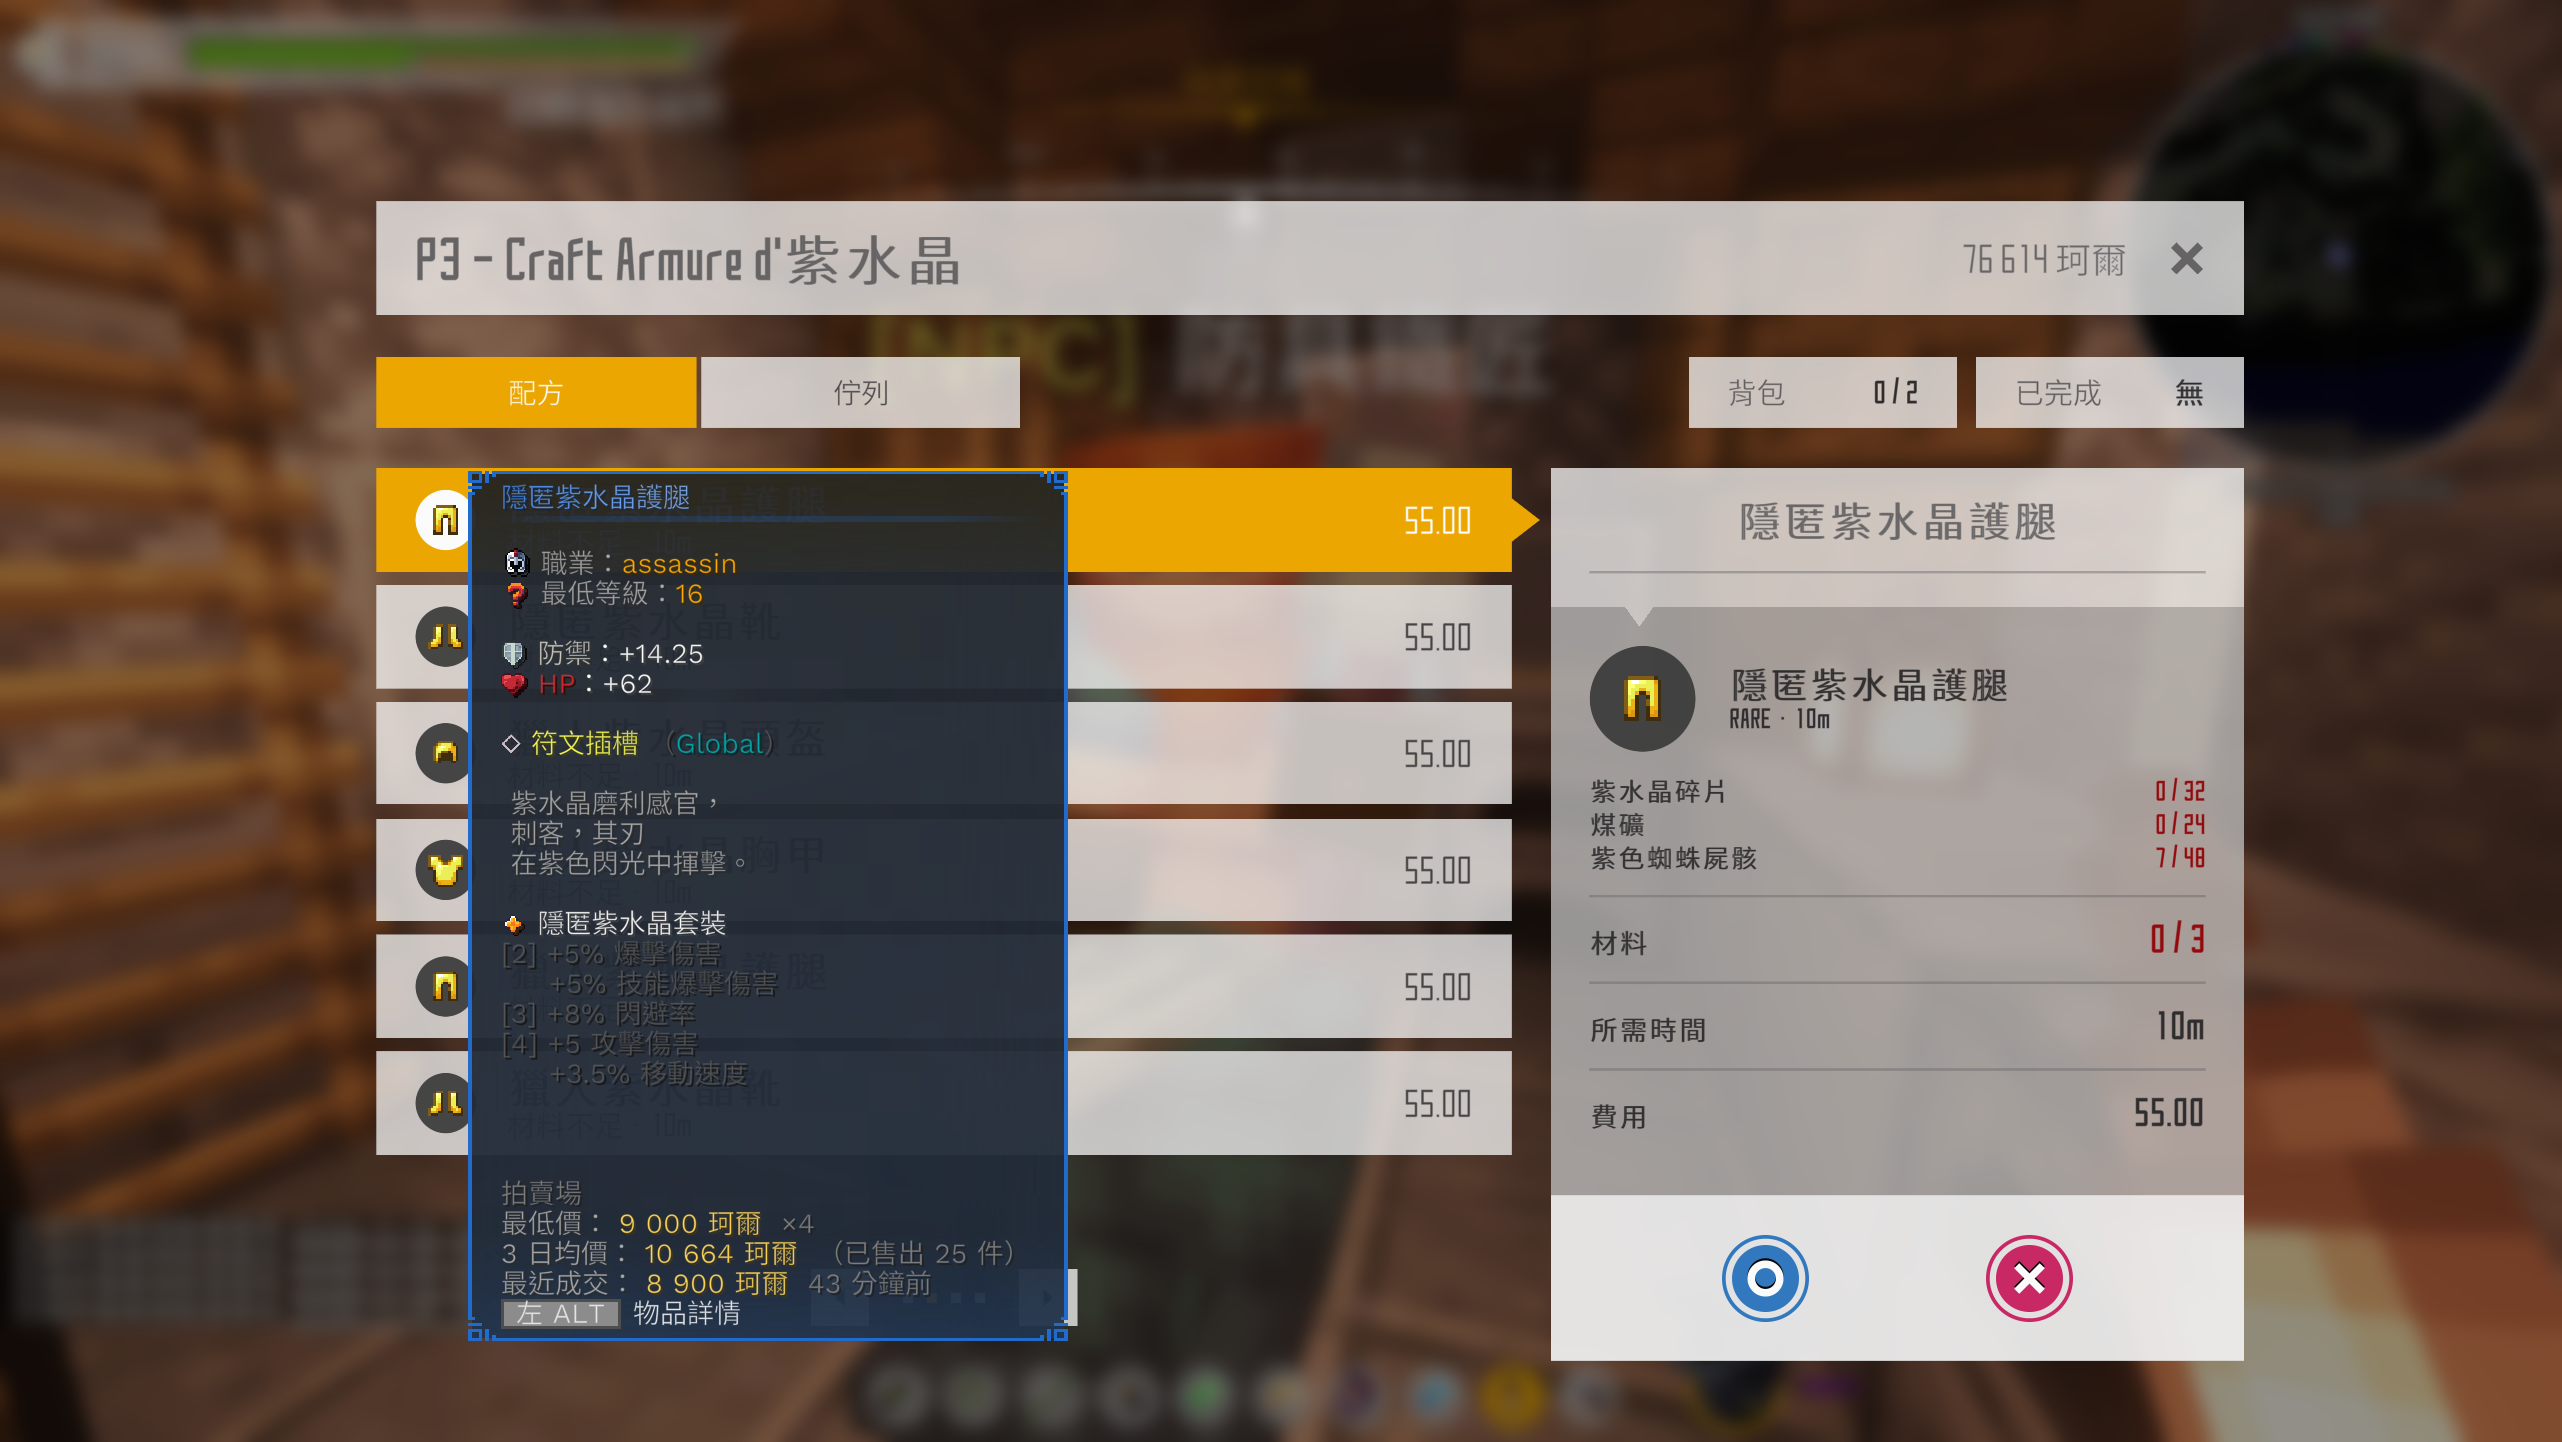 P3 - Craft Armure d'紫水晶
76 614 珂爾
配方
佇列
背包 0/2
已完成 無
[NPC] 防具鐵匠
55.00
55.00
55.00
55.00
55.00
55.00
隱匿紫水晶護腿
職業：assassin
最低等級：16
防禦：+14.25
HP：+62
◇ 符文插槽 （Global）
紫水晶磨利感官，
刺客，其刃
在紫色閃光中揮擊。
隱匿紫水晶套裝
[2] +5% 爆擊傷害
+5% 技能爆擊傷害
[3] +8% 閃避率
[4] +5 攻擊傷害
+3.5% 移動速度
拍賣場
最低價： 9 000 珂爾 ×4
3 日均價： 10 664 珂爾 （已售出 25 件）
最近成交： 8 900 珂爾 43 分鐘前
左 ALT 物品詳情
隱匿紫水晶護腿
隱匿紫水晶護腿
RARE · 10m
紫水晶碎片 0/32
煤礦 0/24
紫色蜘蛛屍骸 7/48
材料 0/3
所需時間 10m
費用 55.00